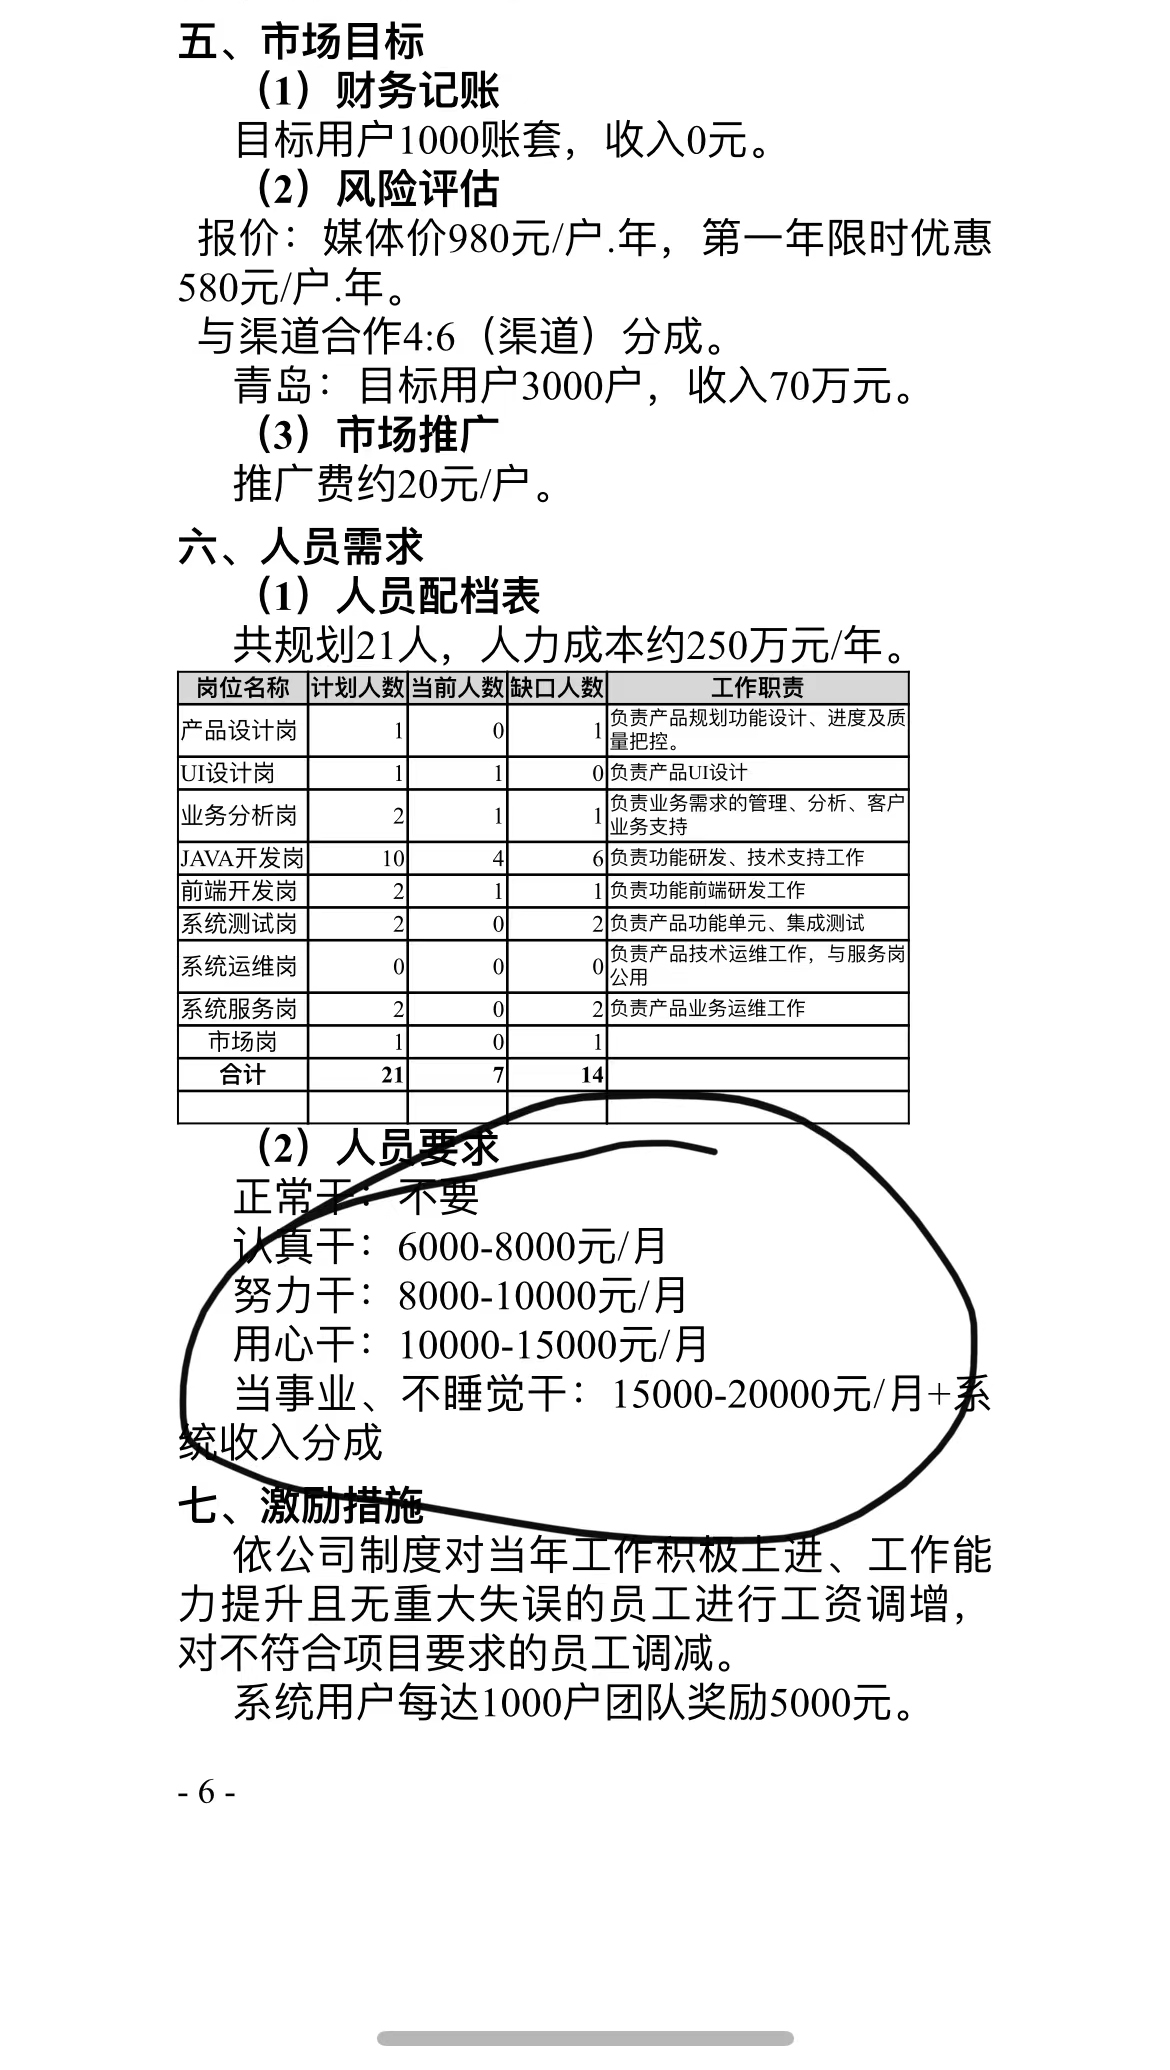 五、市场目标
（1）财务记账
目标用户1000账套，收入0元。
（2）风险评估
报价：媒体价980元/户.年，第一年限时优惠
580元/户.年。
与渠道合作4:6（渠道）分成。
青岛：目标用户3000户，收入70万元。
（3）市场推广
推广费约20元/户。
六、人员需求
（1）人员配档表
共规划21人，人力成本约250万元/年。
岗位名称 计划人数 当前人数 缺口人数 工作职责
产品设计岗 1 0 1 负责产品规划功能设计、进度及质
量把控。
UI设计岗 1 1 0 负责产品UI设计
业务分析岗 2 1 1 负责业务需求的管理、分析、客户
业务支持
JAVA开发岗 10 4 6 负责功能研发、技术支持工作
前端开发岗 2 1 1 负责功能前端研发工作
系统测试岗 2 0 2 负责产品功能单元、集成测试
系统运维岗 0 0 0 负责产品技术运维工作，与服务岗
公用
系统服务岗 2 0 2 负责产品业务运维工作
市场岗 1 0 1
合计 21 7 14
（2）人员要求
正常干：不要
认真干：6000-8000元/月
努力干：8000-10000元/月
用心干：10000-15000元/月
当事业、不睡觉干：15000-20000元/月+系
统收入分成
七、激励措施
依公司制度对当年工作积极上进、工作能
力提升且无重大失误的员工进行工资调增，
对不符合项目要求的员工调减。
系统用户每达1000户团队奖励5000元。
- 6 -